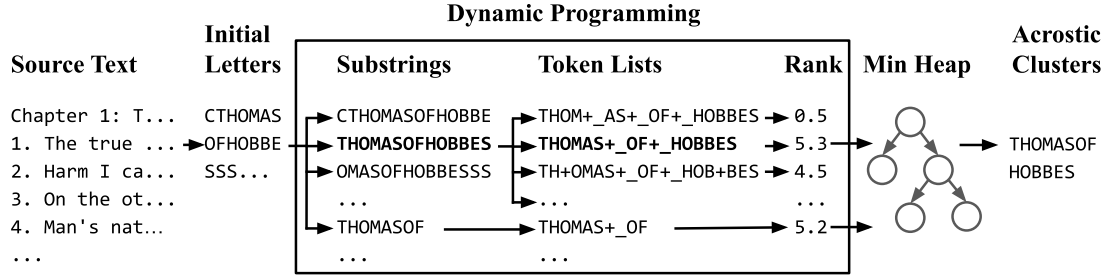 Dynamic Programming
Source Text Initial Letters Substrings Token Lists Rank Min Heap Acrostic Clusters
Chapter 1: T... CTHOMAS CTHOMASOFHOBBE THOM+_AS+_OF+_HOBBES 0.5
1. The true ... OFHOBBE THOMASOFHOBBES THOMAS+_OF+_HOBBES 5.3 THOMASOF
2. Harm I ca... SSS... OMASOFHOBBESSS TH+OMAS+_OF+_HOB+BES 4.5 HOBBES
3. On the ot... ... ... ...
4. Man's nat... THOMASOF THOMAS+_OF 5.2
... ... ...